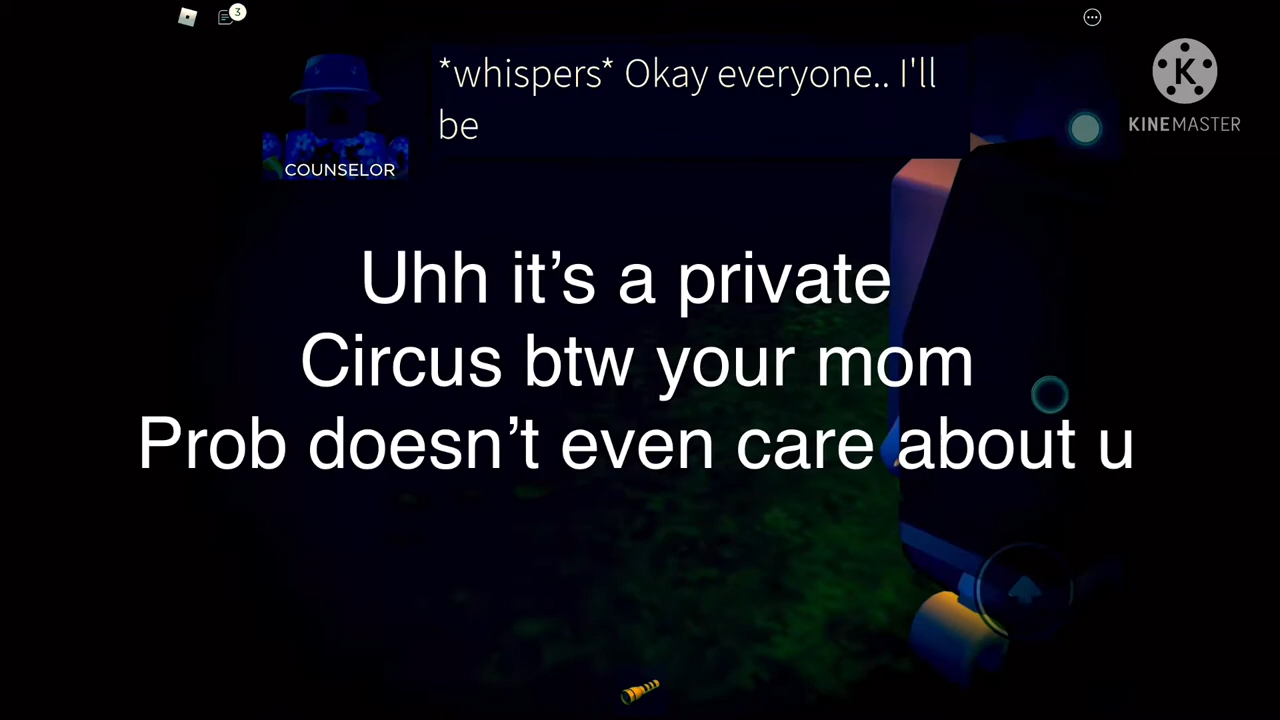 3
*whispers* Okay everyone.. I'll
be
COUNSELOR
K
KINEMASTER
Uhh it’s a private
Circus btw your mom
Prob doesn’t even care about u